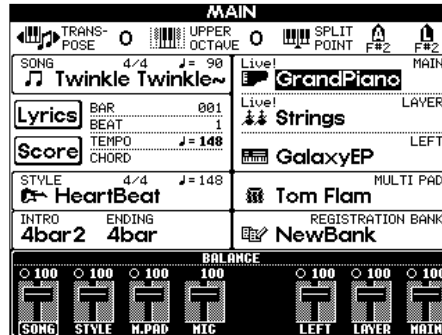 MAIN
TRANS-
POSE 0
UPPER
OCTAVE 0
SPLIT
POINT
A
F#2
L
F#2
SONG 4/4 ♩= 90
Twinkle Twinkle~
Live! MAIN
GrandPiano
Lyrics
BAR 001
BEAT 1
Live! LAYER
Strings
Score
TEMPO ♩= 148
CHORD
LEFT
GalaxyEP
STYLE 4/4 ♩= 148
HeartBeat
MULTI PAD
Tom Flam
INTRO ENDING
4bar2 4bar
REGISTRATION BANK
NewBank
BALANCE
100 100 100 100 100 100 100
SONG STYLE M.PAD MIC LEFT LAYER MAIN